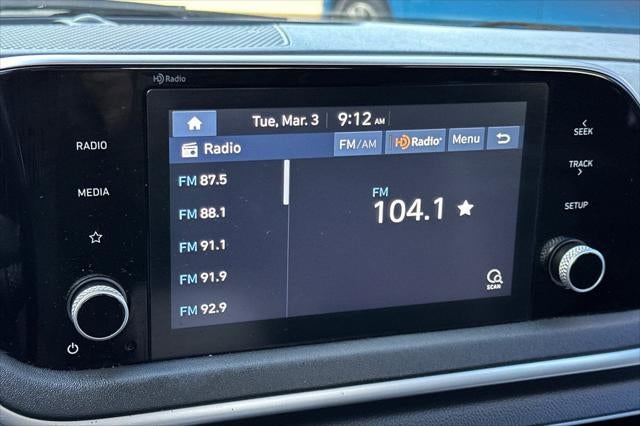 HD Radio
Tue, Mar. 3 9:12 AM
Radio FM/AM HD Radio Menu
RADIO
MEDIA
FM 87.5
FM 88.1
FM 91.1
FM 91.9
FM 92.9
FM
104.1
SCAN
SEEK
TRACK
SETUP